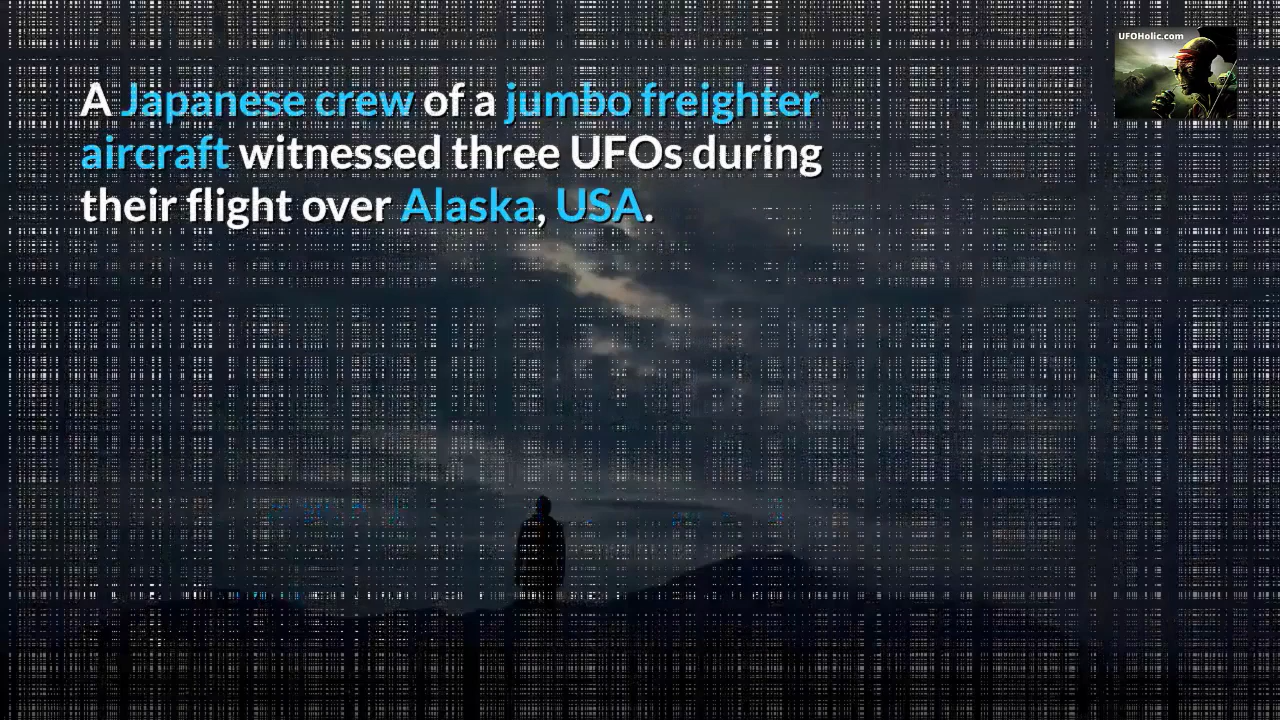 UFOHolic.com
A Japanese crew of a jumbo freighter
aircraft witnessed three UFOs during
their flight over Alaska, USA.